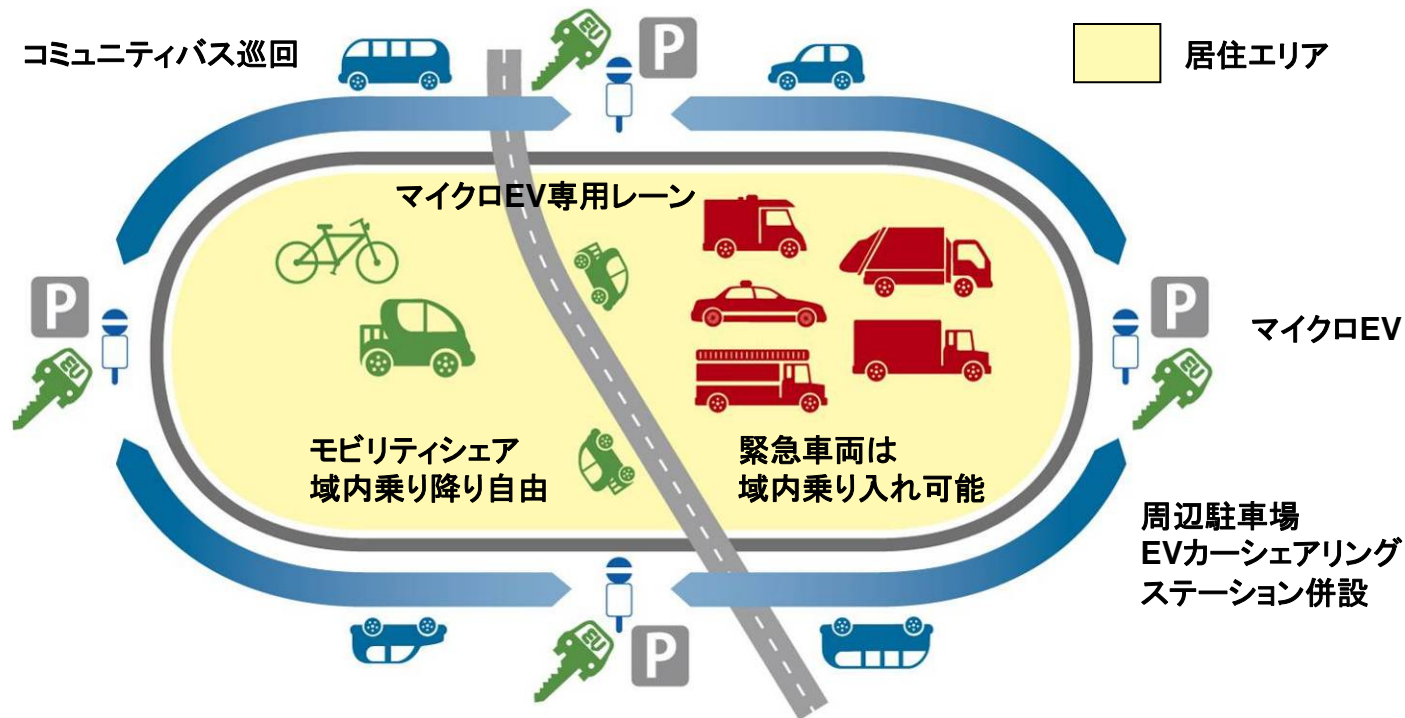 コミュニティバス巡回
EV
P
居住エリア
マイクロEV専用レーン
P
EV
P
EV
マイクロEV
モビリティシェア
域内乗り降り自由
緊急車両は
域内乗り入れ可能
周辺駐車場
EVカーシェアリング
ステーション併設
EV
P